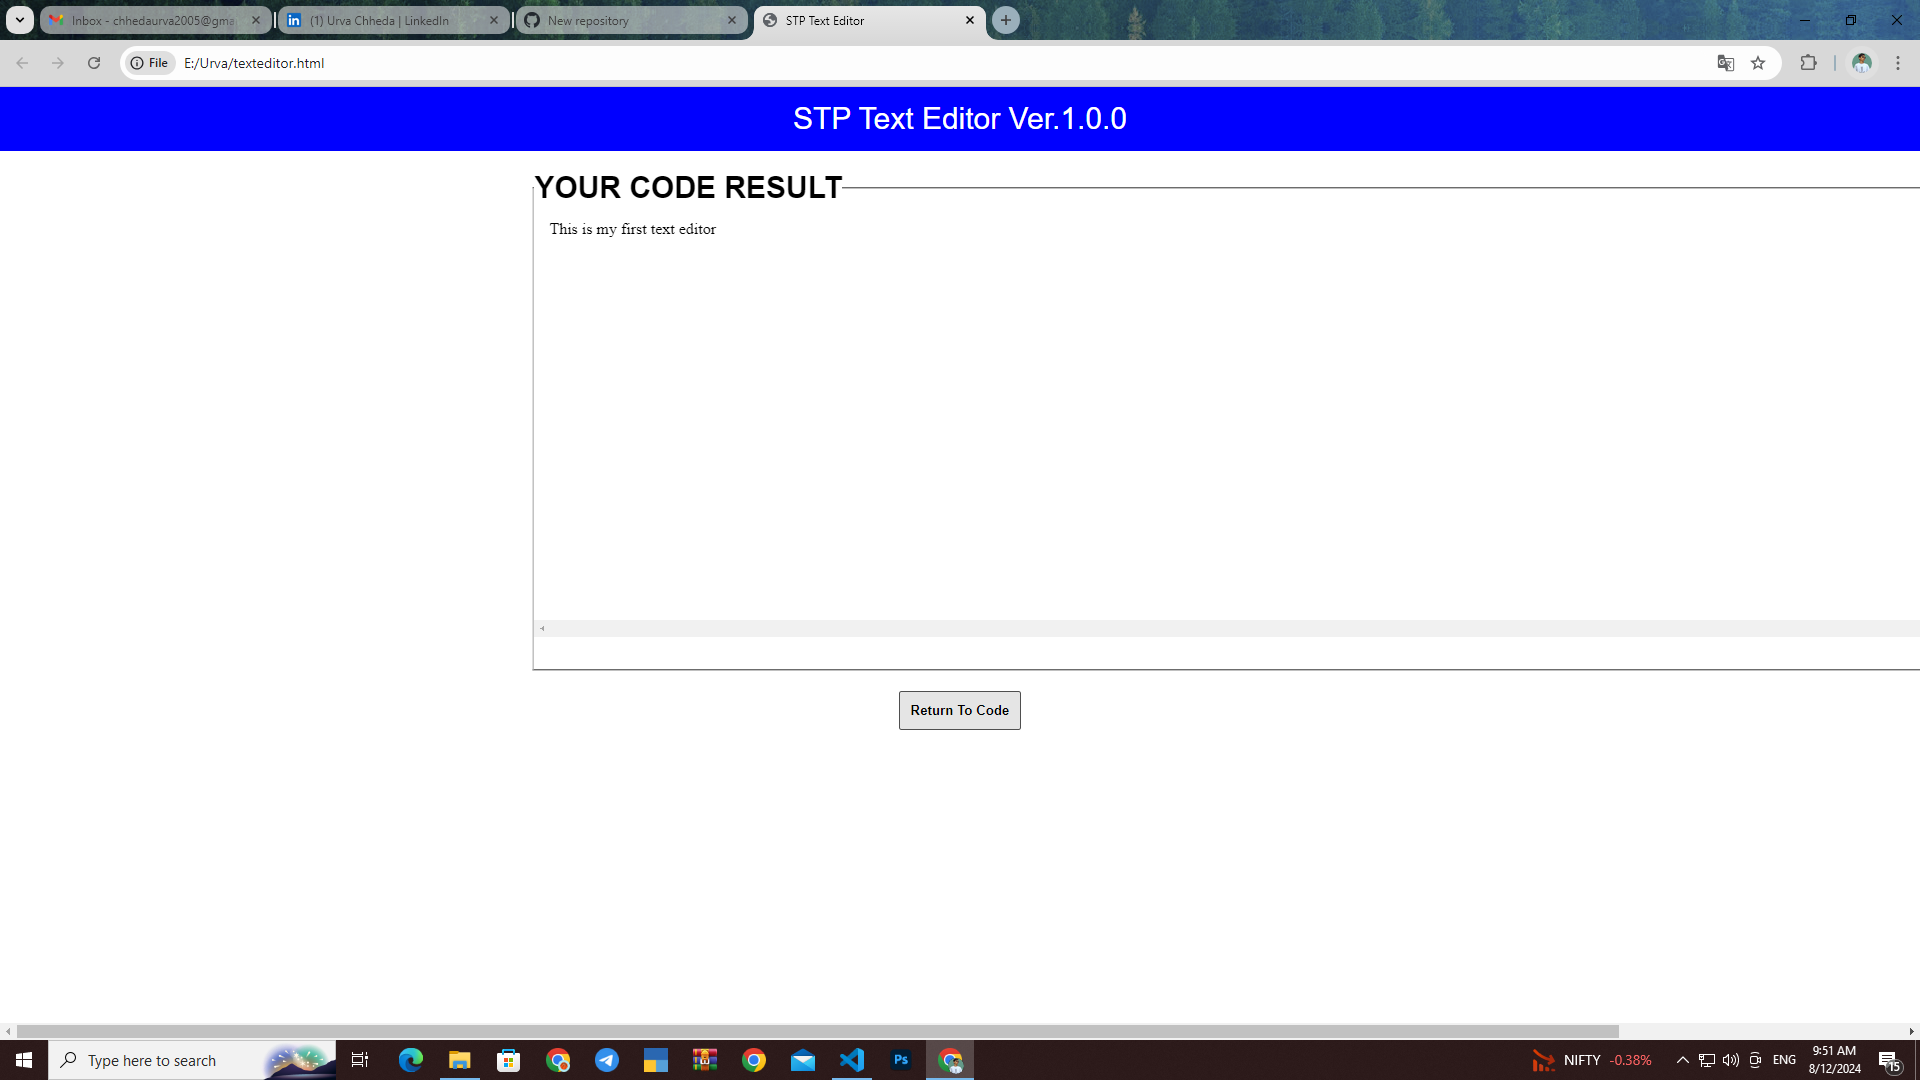 Inbox - chhedaurva2005@gma
(1) Urva Chheda | LinkedIn
New repository
STP Text Editor
File
E:/Urva/texteditor.html
STP Text Editor Ver.1.0.0
YOUR CODE RESULT
This is my first text editor
Return To Code
Type here to search
Ps
NIFTY -0.38%
ENG
9:51 AM
8/12/2024
15